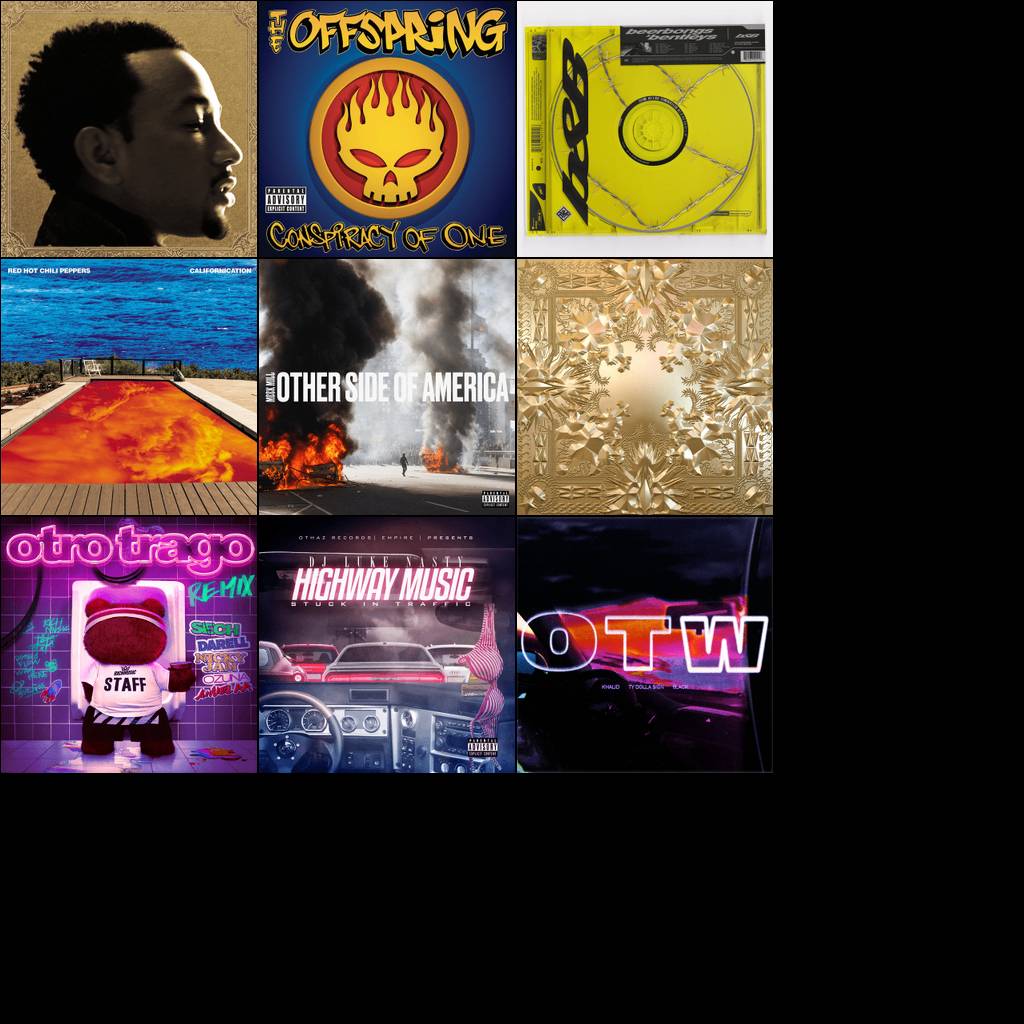 THE OFFSPRING
PARENTAL
ADVISORY
EXPLICIT CONTENT
CONSPIRACY OF ONE
beerbongs
bentleys
b&b
RED HOT CHILI PEPPERS
CALIFORNICATION
MEEK MILL
OTHER SIDE OF AMERICA
PARENTAL
ADVISORY
EXPLICIT CONTENT
otro trago
REMIX
SECH
DARELL
NICKY
JAM
OZUNA
ANUEL AA
STAFF
OTHAZ RECORDS | EMPIRE | PRESENTS
DJ LUKE NASTY
HIGHWAY MUSIC
STUCK IN TRAFFIC
PARENTAL
ADVISORY
EXPLICIT CONTENT
OTW
KHALID TY DOLLA $IGN 6LACK